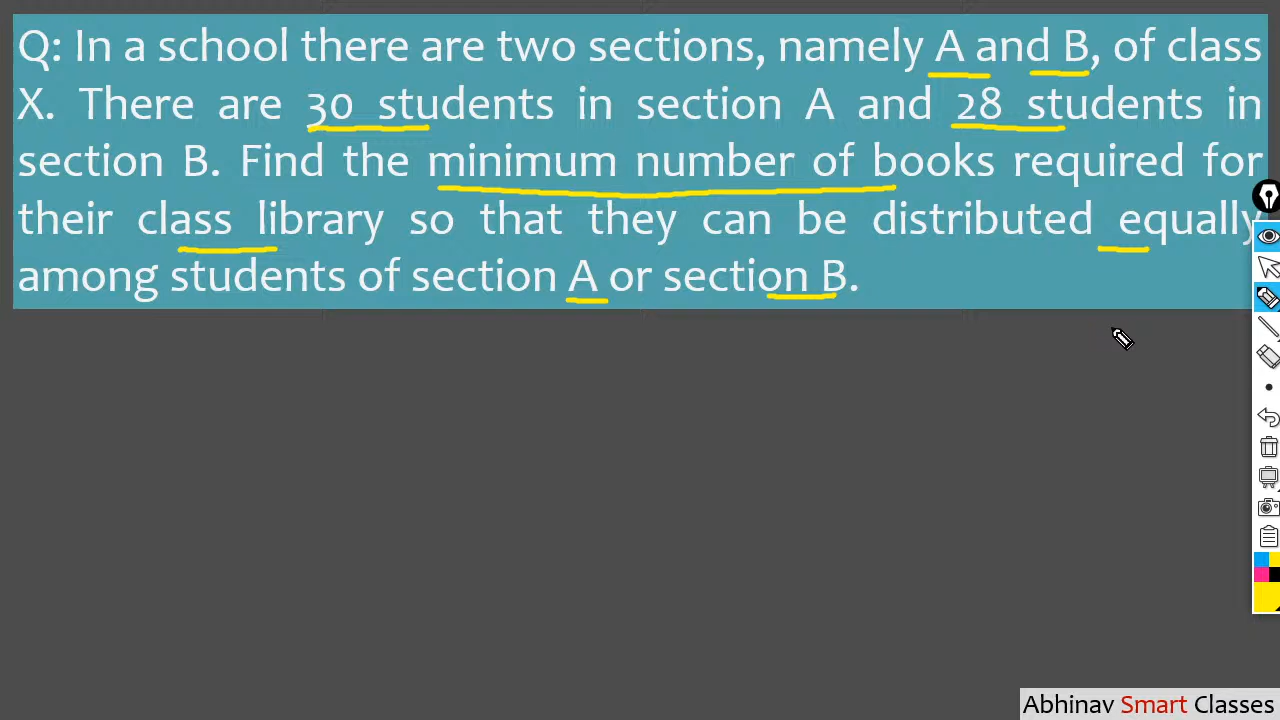 Q: In a school there are two sections, namely A and B, of class
X. There are 30 students in section A and 28 students in
section B. Find the minimum number of books required for
their class library so that they can be distributed equally
among students of section A or section B.
Abhinav Smart Classes